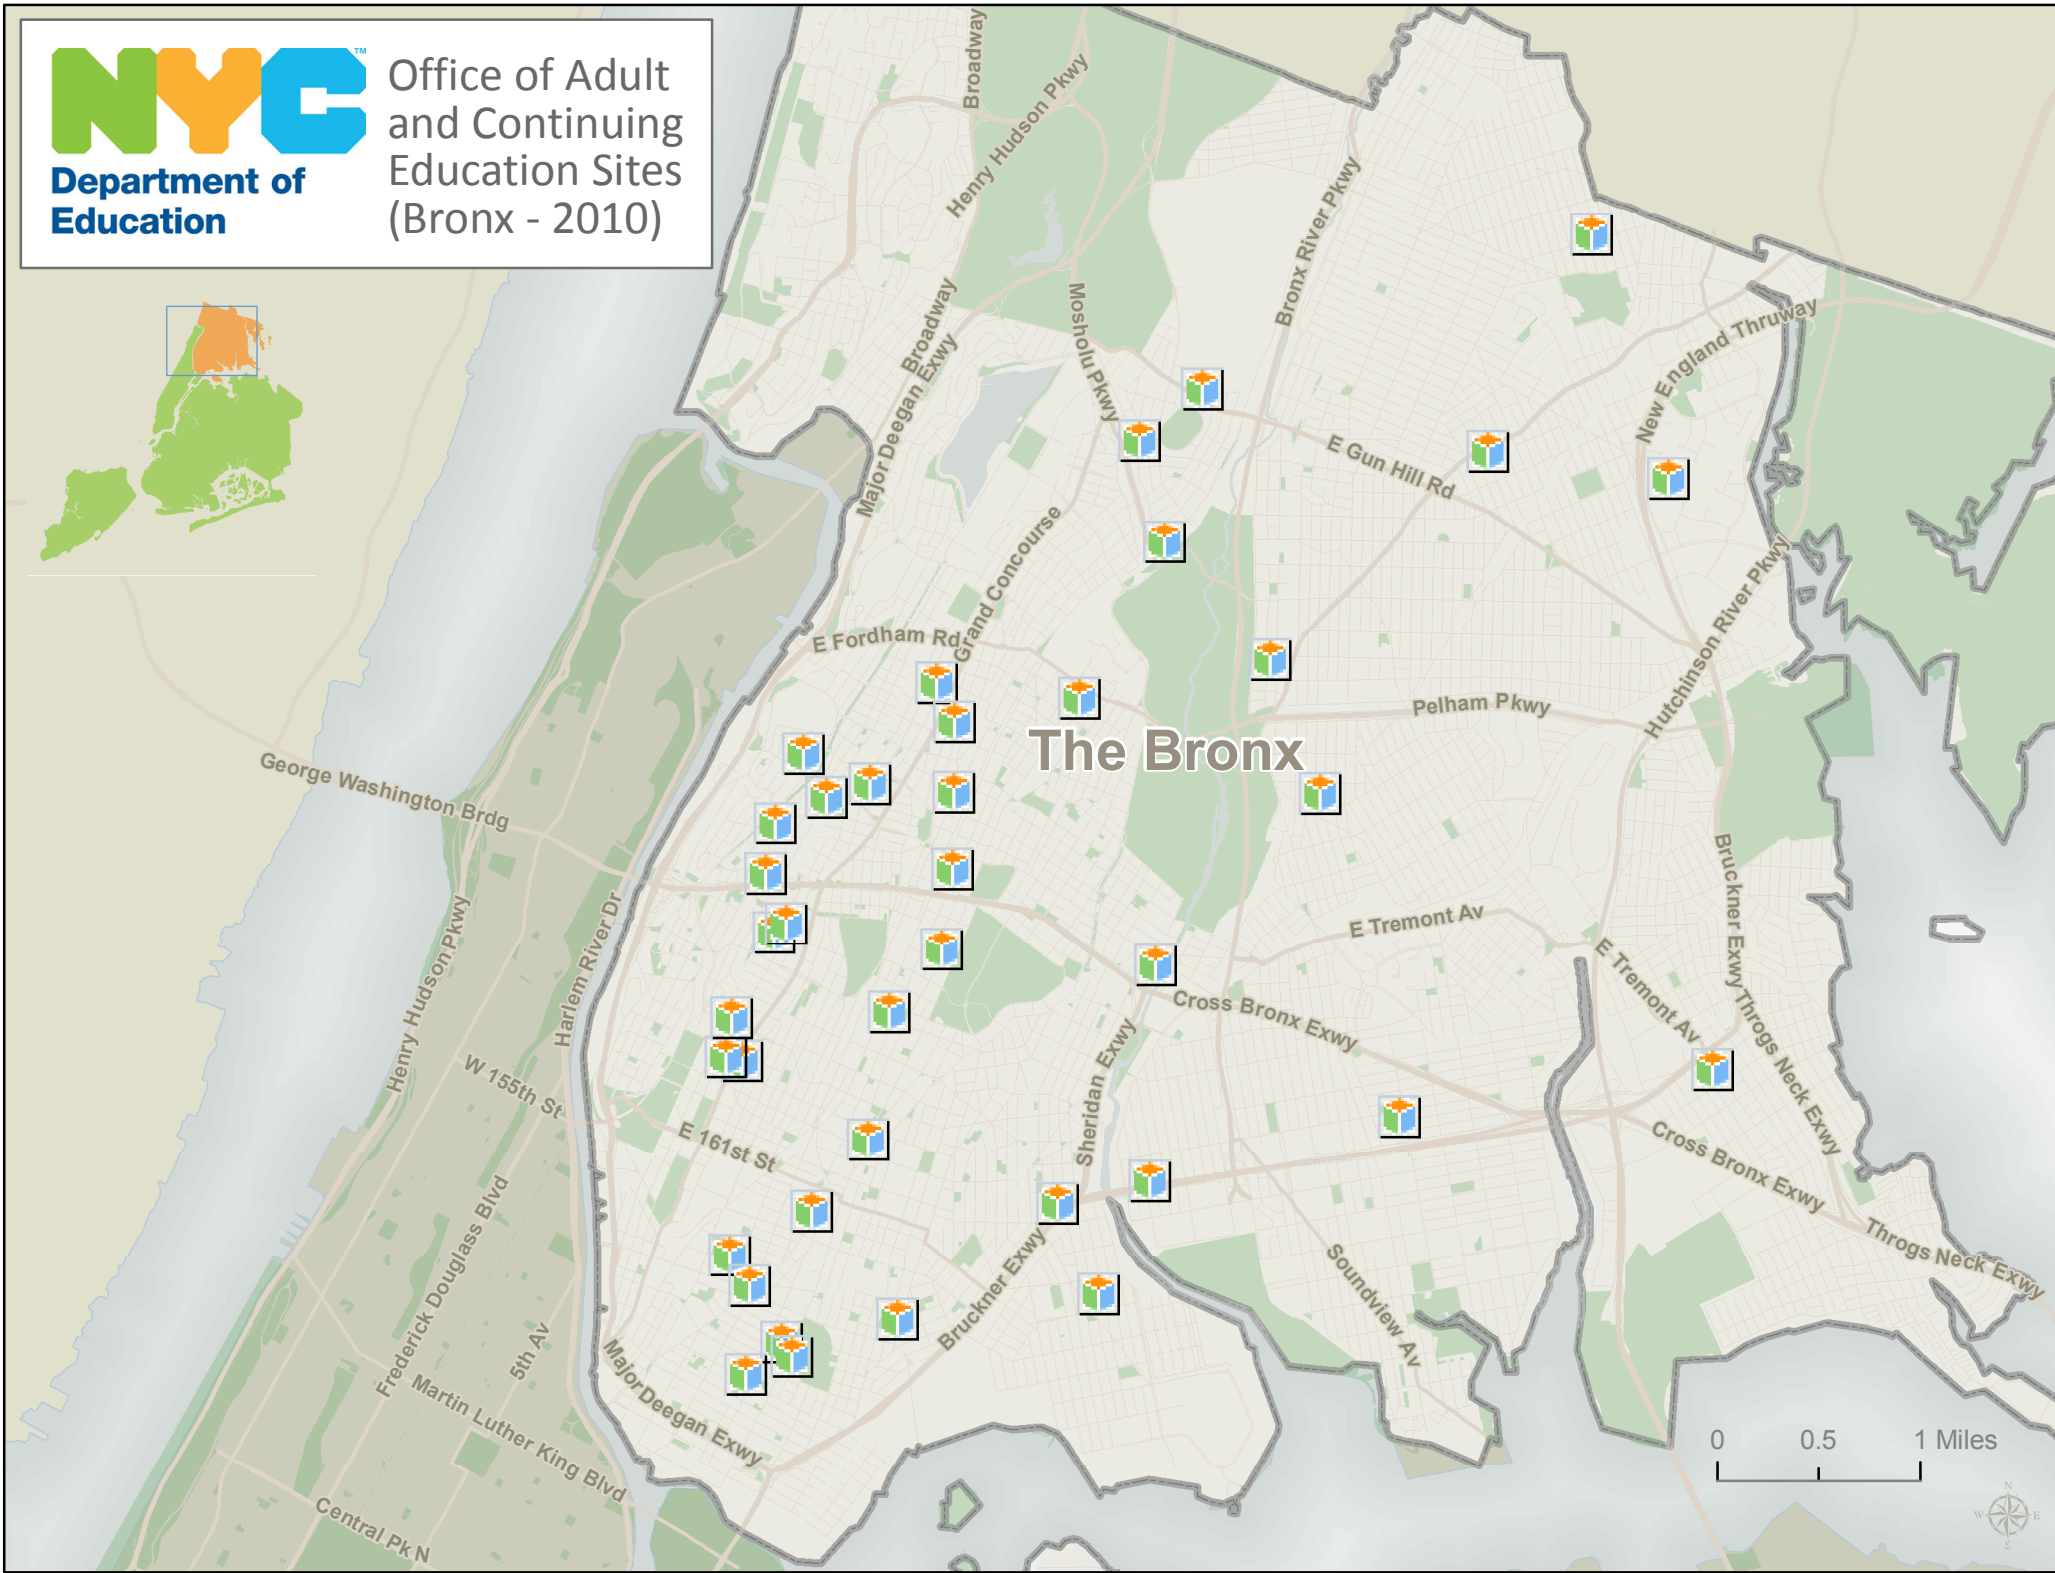 NYC™
Department of
Education
Office of Adult
and Continuing
Education Sites
(Bronx - 2010)
Broadway
Henry Hudson Pkwy
Bronx River Pkwy
Mosholu Pkwy
Broadway
Major Deegan Exwy
New England Thruway
E Gun Hill Rd
Grand Concourse
Hutchinson River Pkwy
E Fordham Rd
Pelham Pkwy
The Bronx
George Washington Brdg
Bruckner Exwy
E Tremont Av
Henry Hudson Pkwy
Harlem River Dr
E Tremont Av
Throgs Neck Exwy
Cross Bronx Exwy
W 155th St
Sheridan Exwy
E 161st St
Cross Bronx Exwy
Frederick Douglass Blvd
Throgs Neck Exwy
Bruckner Exwy
Soundview Av
5th Av
Major Deegan Exwy
Martin Luther King Blvd
Central Pk N
0 0.5 1 Miles
N
W E
S